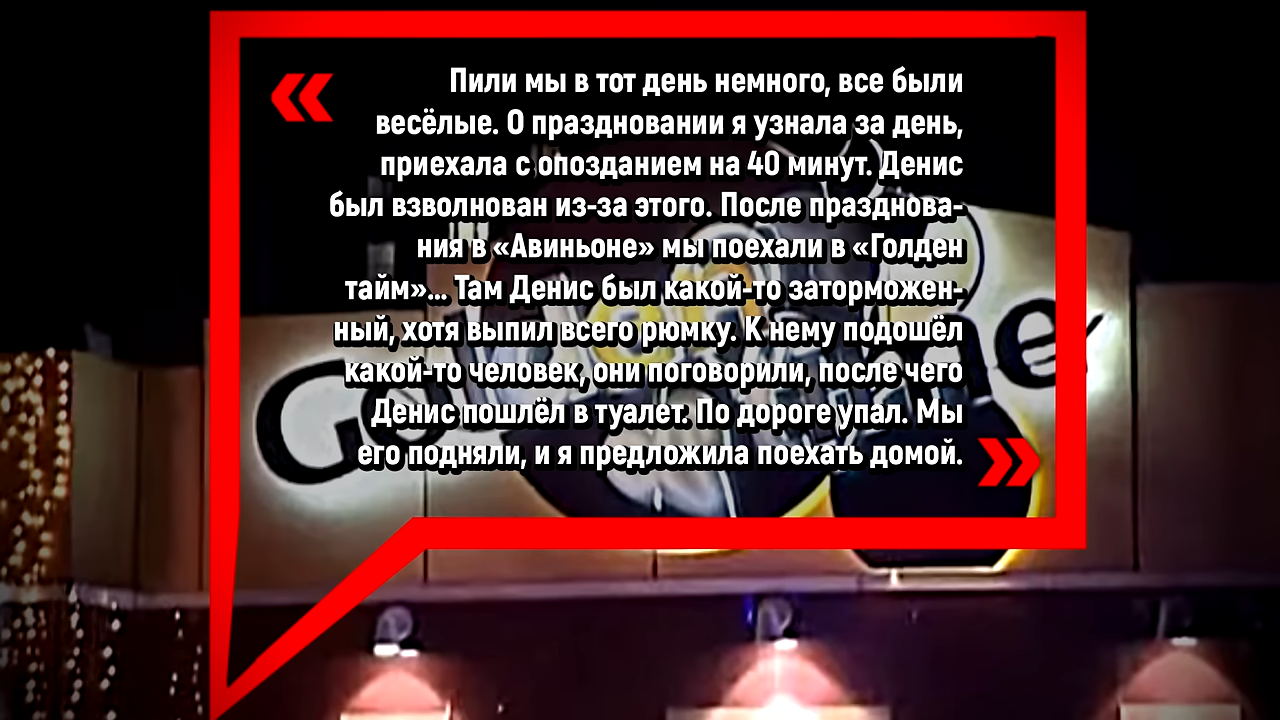 «
Пили мы в тот день немного, все были
весёлые. О праздновании я узнала за день,
приехала с опозданием на 40 минут. Денис
был взволнован из-за этого. После празднова-
ния в «Авиньоне» мы поехали в «Голден
тайм»... Там Денис был какой-то заторможен-
ный, хотя выпил всего рюмку. К нему подошёл
какой-то человек, они поговорили, после чего
Денис пошлёл в туалет. По дороге упал. Мы
его подняли, и я предложила поехать домой.
»
Golden
time